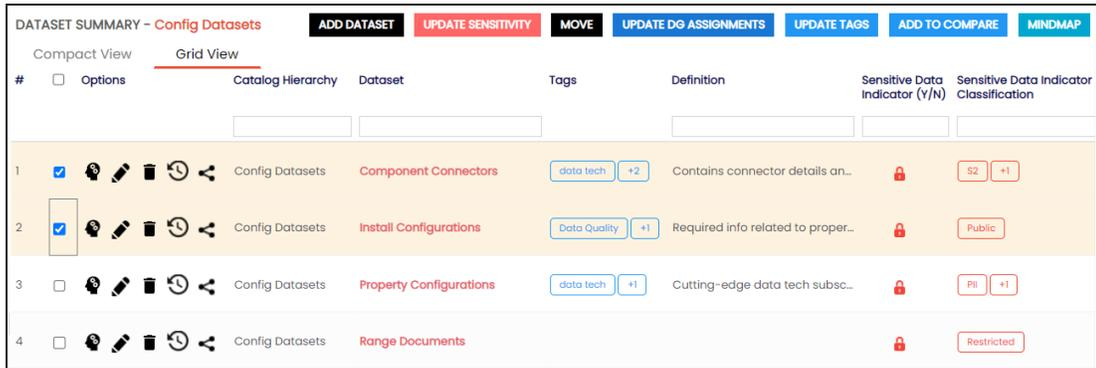 DATASET SUMMARY - Config Datasets ADD DATASET UPDATE SENSITIVITY MOVE UPDATE DG ASSIGNMENTS UPDATE TAGS ADD TO COMPARE MINDMAP
Compact View Grid View
# Options Catalog Hierarchy Dataset Tags Definition Sensitive Data Indicator (Y/N) Sensitive Data Indicator Classification
1 Config Datasets Component Connectors data tech +2 Contains connector details an... S2 +1
2 Config Datasets Install Configurations Data Quality +1 Required info related to proper... Public
3 Config Datasets Property Configurations data tech +1 Cutting-edge data tech subsc... PII +1
4 Config Datasets Range Documents Restricted